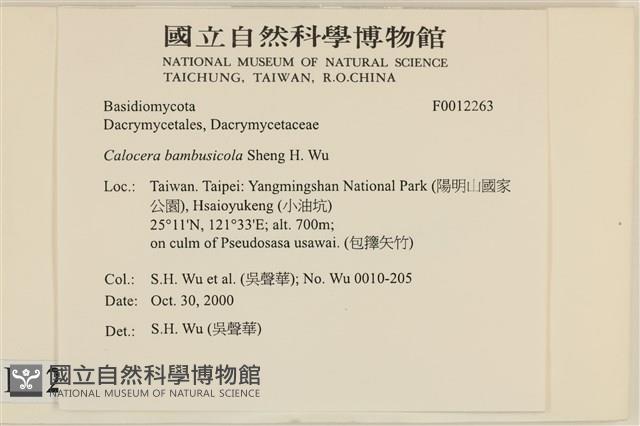 國立自然科學博物館
NATIONAL MUSEUM OF NATURAL SCIENCE
TAICHUNG, TAIWAN, R.O.CHINA
Basidiomycota F0012263
Dacrymycetales, Dacrymycetaceae
Calocera bambusicola Sheng H. Wu
Loc.: Taiwan. Taipei: Yangmingshan National Park (陽明山國家
公園), Hsaioyukeng (小油坑)
25°11'N, 121°33'E; alt. 700m;
on culm of Pseudosasa usawai. (包籜矢竹)
Col.: S.H. Wu et al. (吳聲華); No. Wu 0010-205
Date: Oct. 30, 2000
Det.: S.H. Wu (吳聲華)
國立自然科學博物館
NATIONAL MUSEUM OF NATURAL SCIENCE